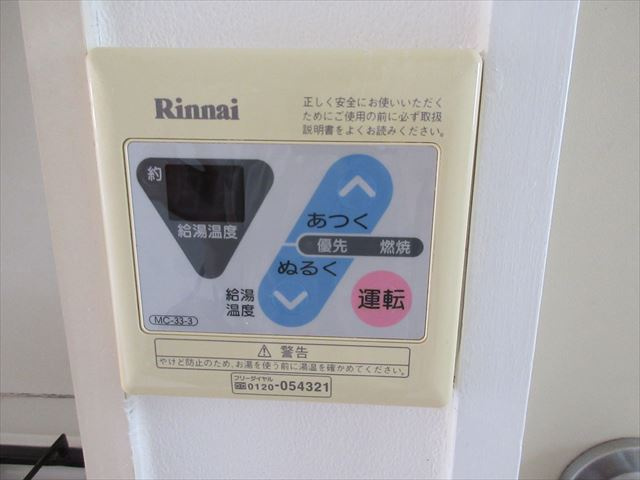 Rinnai
正しく安全にお使いいただく
ためにご使用の前に必ず取扱
説明書をよくお読みください。
約
給湯温度
あつく
優先 燃焼
ぬるく
給湯
温度
運転
MC-33-3
⚠ 警告
やけど防止のため、お湯を使う前に湯温を確かめてください。
フリーダイヤル
0120-054321